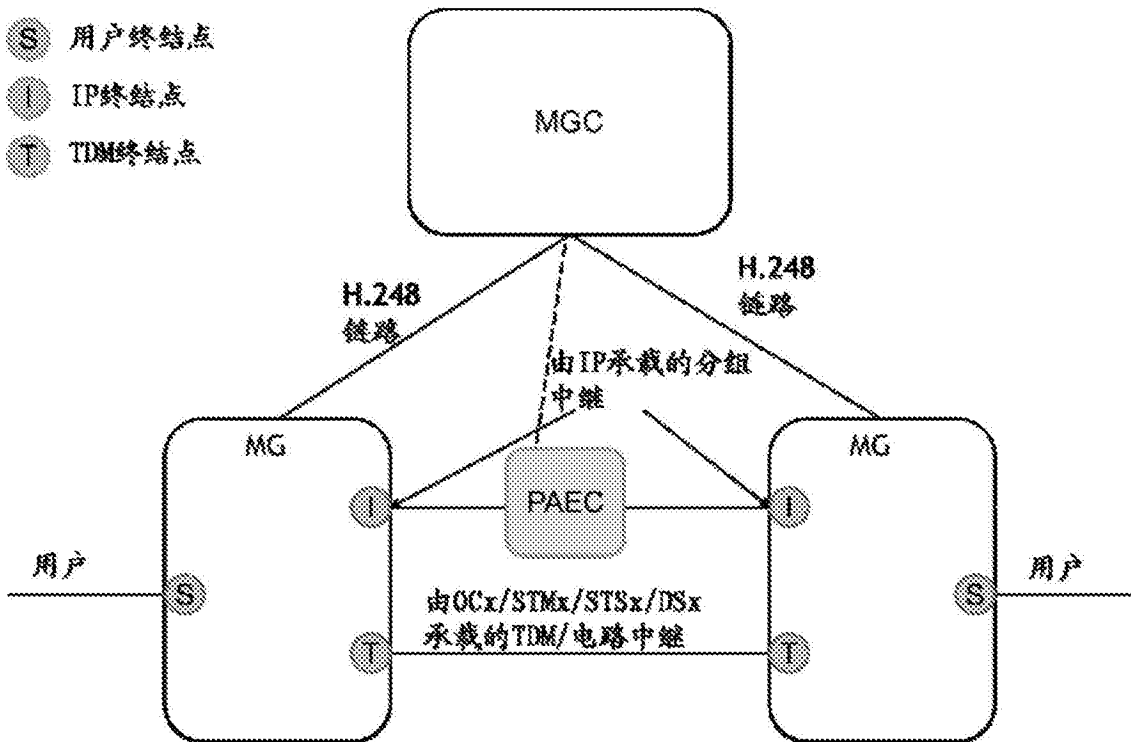 S 用户终结点
I IP终结点
T TDM终结点
MGC
H.248
链路
H.248
链路
由IP承载的分组
中继
MG
MG
I
PAEC
I
用户
S
S
用户
由OCx/STMx/STSx/DSx
承载的TDM/电路中继
T
T